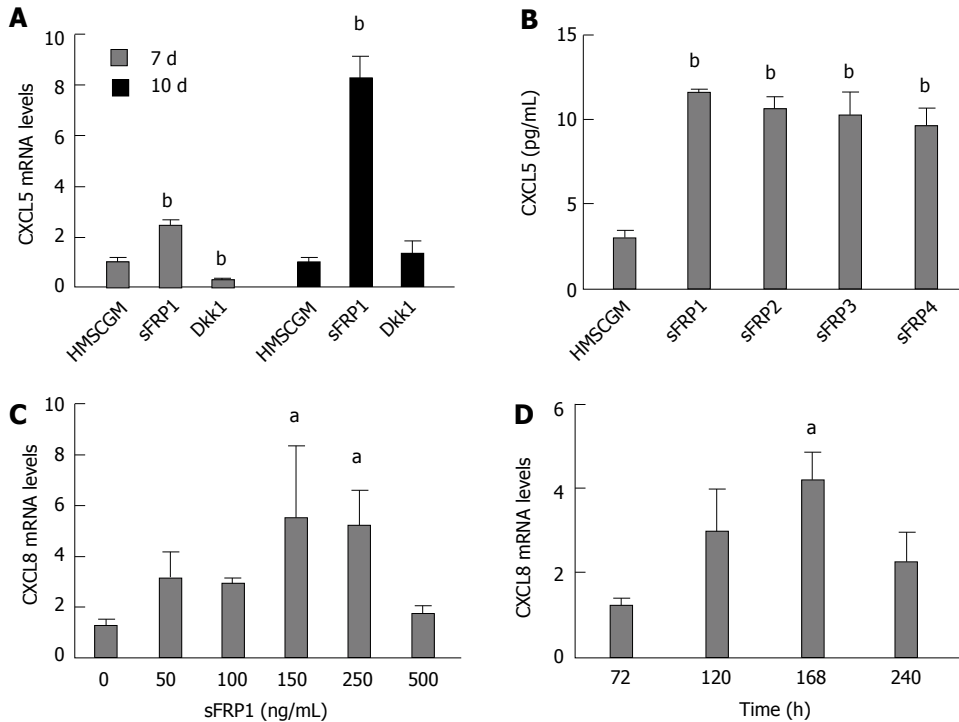 A
CXCL5 mRNA levels
10
8
6
4
2
0
7 d
10 d
b
b
b
HMSCGM
sFRP1
Dkk1
HMSCGM
sFRP1
Dkk1
B
CXCL5 (pg/mL)
15
10
5
0
b
b
b
b
HMSCGM
sFRP1
sFRP2
sFRP3
sFRP4
C
CXCL8 mRNA levels
10
8
6
4
2
0
a
a
0 50 100 150 250 500
sFRP1 (ng/mL)
D
CXCL8 mRNA levels
6
4
2
0
a
72 120 168 240
Time (h)